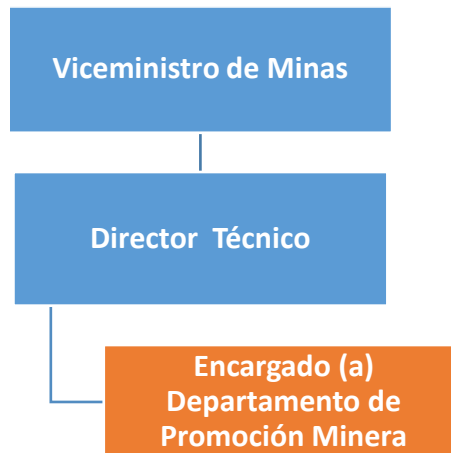 Viceministro de Minas
Director Técnico
Encargado (a)
Departamento de
Promoción Minera